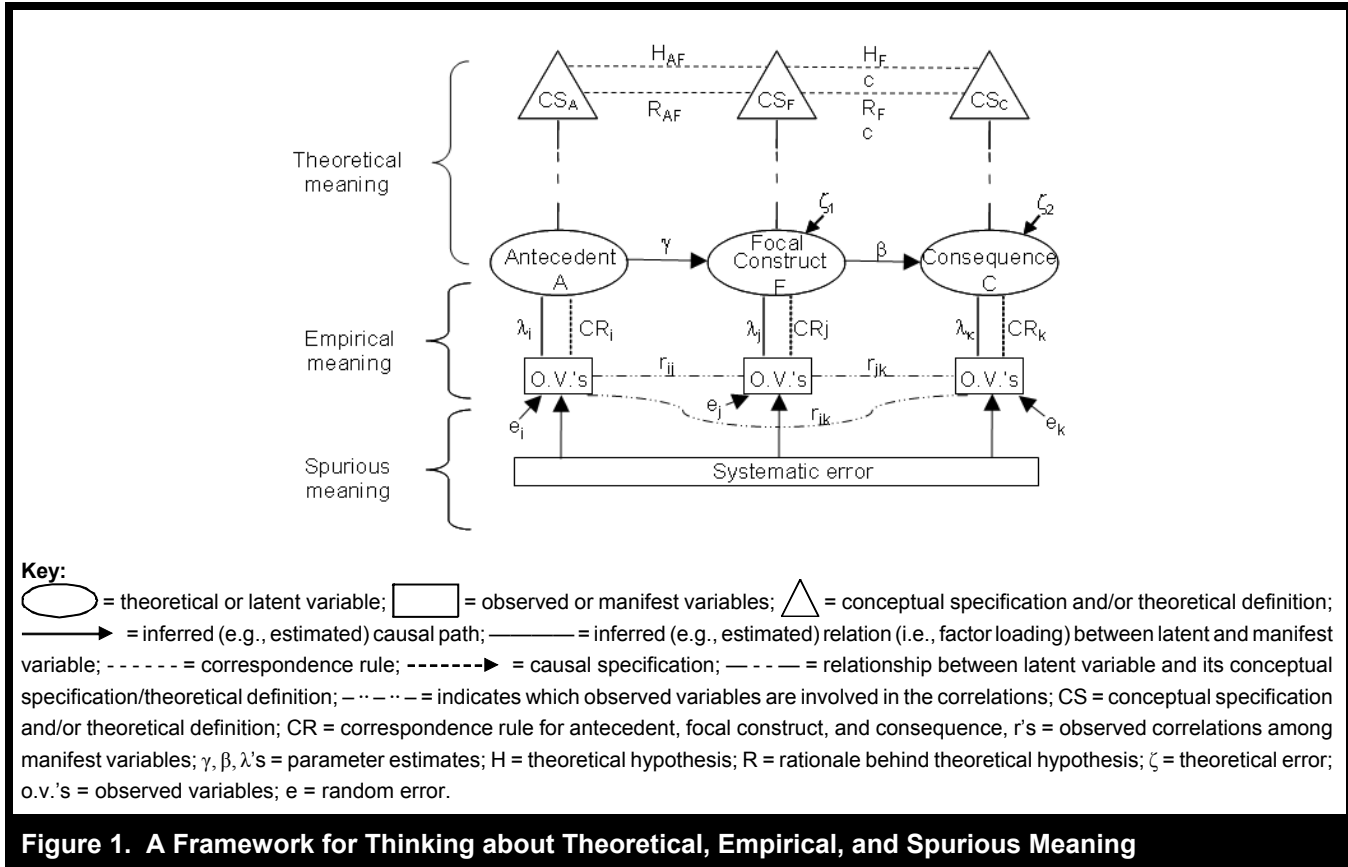 H_AF
H_F
c
CS_A
CS_F
CS_C
R_AF
R_F
c
Theoretical
meaning
ζ1
ζ2
Antecedent
A
γ
Focal
Construct
F
β
Consequence
C
Empirical
meaning
λi
CRi
λj
CRj
λκ
CRk
O.V.'s
rij
O.V.'s
rjk
O.V.'s
ei
ej
rik
ek
Spurious
meaning
Systematic error
Key:
= theoretical or latent variable; = observed or manifest variables; = conceptual specification and/or theoretical definition;
= inferred (e.g., estimated) causal path; ————— = inferred (e.g., estimated) relation (i.e., factor loading) between latent and manifest
variable; - - - - - - = correspondence rule; -------► = causal specification; — - - — = relationship between latent variable and its conceptual
specification/theoretical definition; – ·· – ·· – = indicates which observed variables are involved in the correlations; CS = conceptual specification
and/or theoretical definition; CR = correspondence rule for antecedent, focal construct, and consequence, r's = observed correlations among
manifest variables; γ, β, λ's = parameter estimates; H = theoretical hypothesis; R = rationale behind theoretical hypothesis; ζ = theoretical error;
o.v.'s = observed variables; e = random error.
Figure 1. A Framework for Thinking about Theoretical, Empirical, and Spurious Meaning